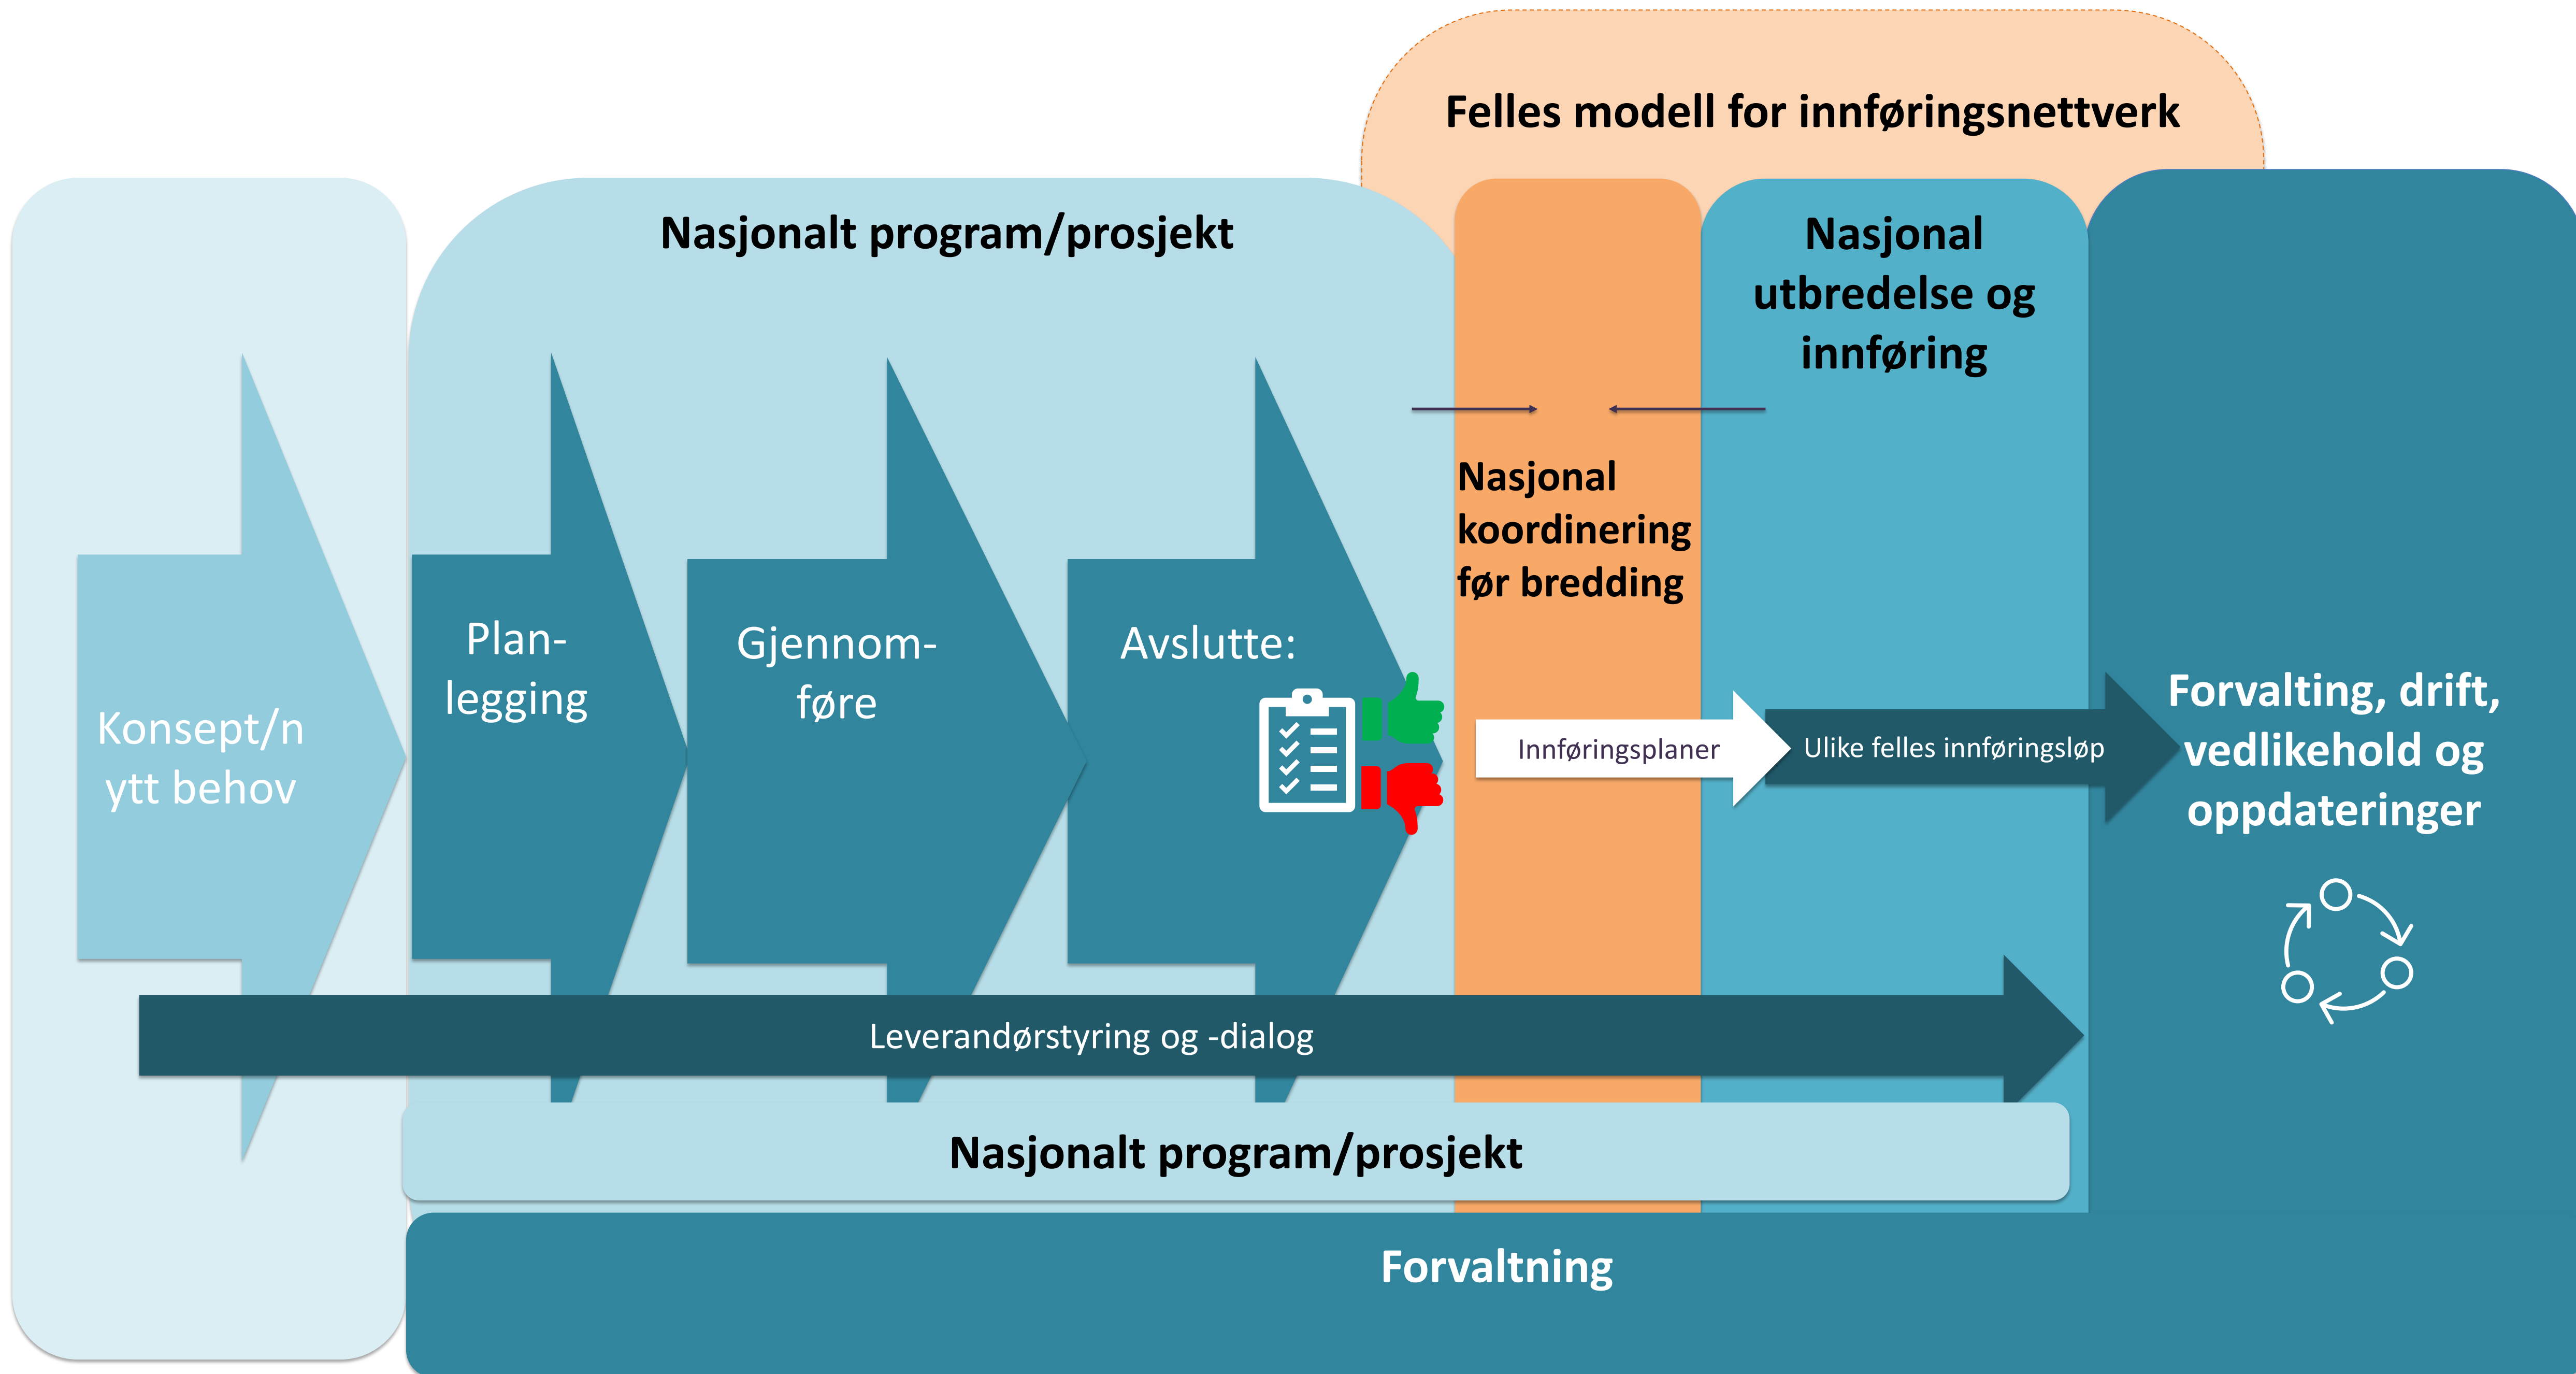 Felles modell for innføringsnettverk
Nasjonalt program/prosjekt
Nasjonal
utbredelse og
innføring
Nasjonal
koordinering
før bredding
Konsept/n
ytt behov
Plan-
legging
Gjennom-
føre
Avslutte:
Innføringsplaner
Ulike felles innføringsløp
Forvalting, drift,
vedlikehold og
oppdateringer
Leverandørstyring og -dialog
Nasjonalt program/prosjekt
Forvaltning